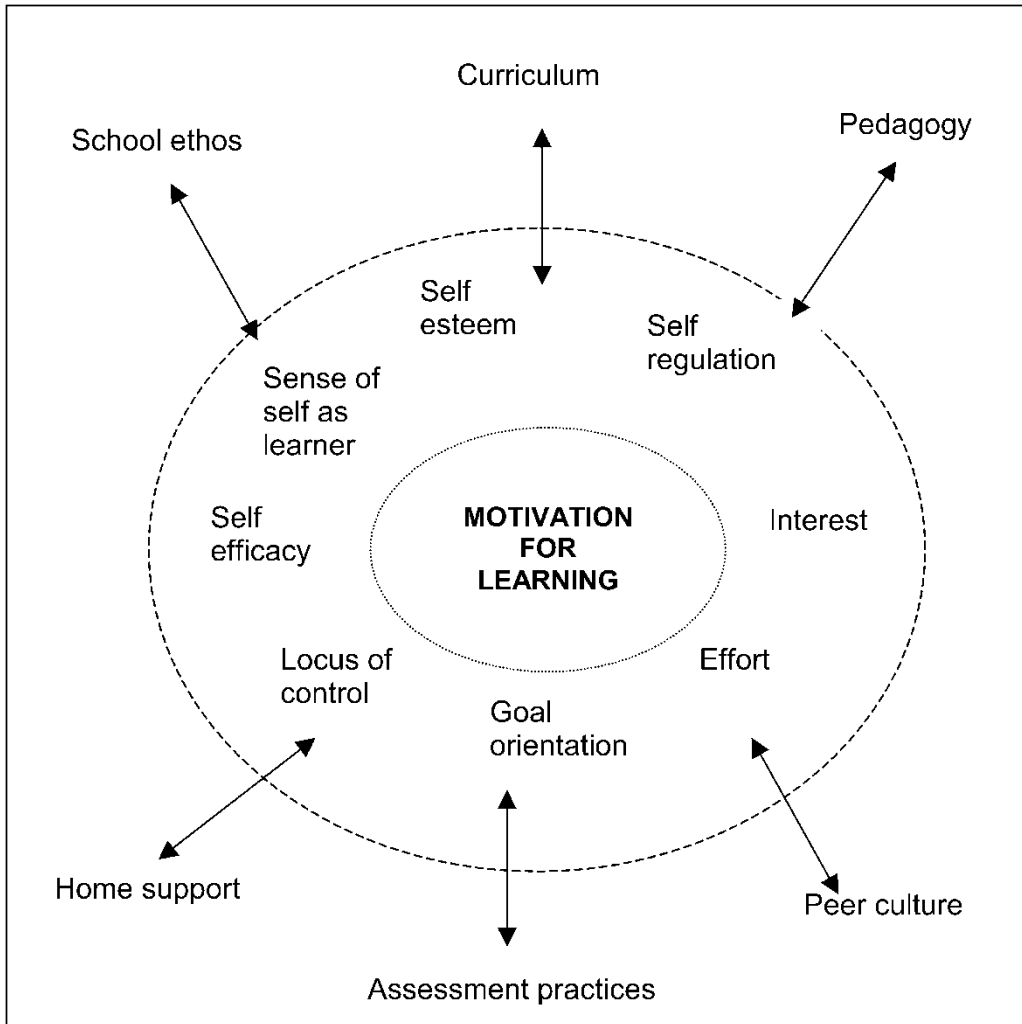 Curriculum
School ethos
Pedagogy
Self
esteem
Self
regulation
Sense of
self as
learner
Self
efficacy
MOTIVATION
FOR
LEARNING
Interest
Locus of
control
Effort
Goal
orientation
Home support
Peer culture
Assessment practices